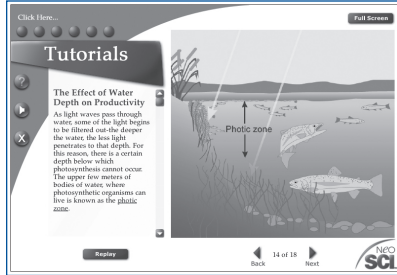 Click Here...
Full Screen
Tutorials
The Effect of Water
Depth on Productivity
As light waves pass through
water, some of the light begins
to be filtered out-the deeper
the water, the less light
penetrates to that depth. For
this reason, there is a certain
depth below which
photosynthesis cannot occur.
The upper few meters of
bodies of water, where
photosynthetic organisms can
live is known as the photic
zone.
Photic zone
?
X
Replay
Back
14 of 18
Next
NEO
SCI